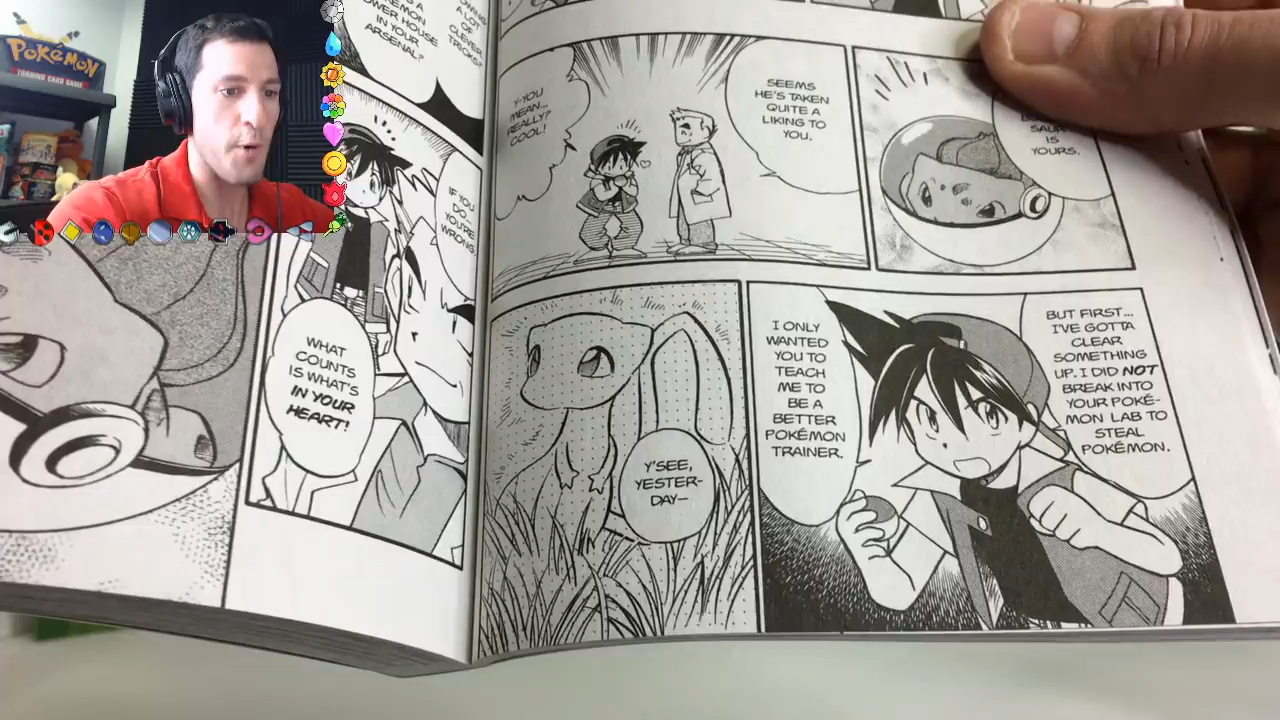 Pokémon
TRADING CARD GAME
SAUR IS
YOURS.
SEEMS
HE'S TAKEN
QUITE A
LIKING TO
YOU.
Y-YOU
MEAN...
REALLY?
COOL!
BUT FIRST...
I'VE GOTTA
CLEAR
SOMETHING
UP. I DID NOT
BREAK INTO
YOUR POKÉ-
MON LAB TO
STEAL
POKÉMON.
I ONLY
WANTED
YOU TO
TEACH
ME TO
BE A
BETTER
POKÉMON
TRAINER.
Y'SEE,
YESTER-
DAY—
A LOT
OF
CLEVER
TRICKS?
POWER HOUSE
IN YOUR
ARSENAL?
IF YOU
DO...
YOU'RE
WRONG.
WHAT
COUNTS
IS WHAT'S
IN YOUR
HEART!